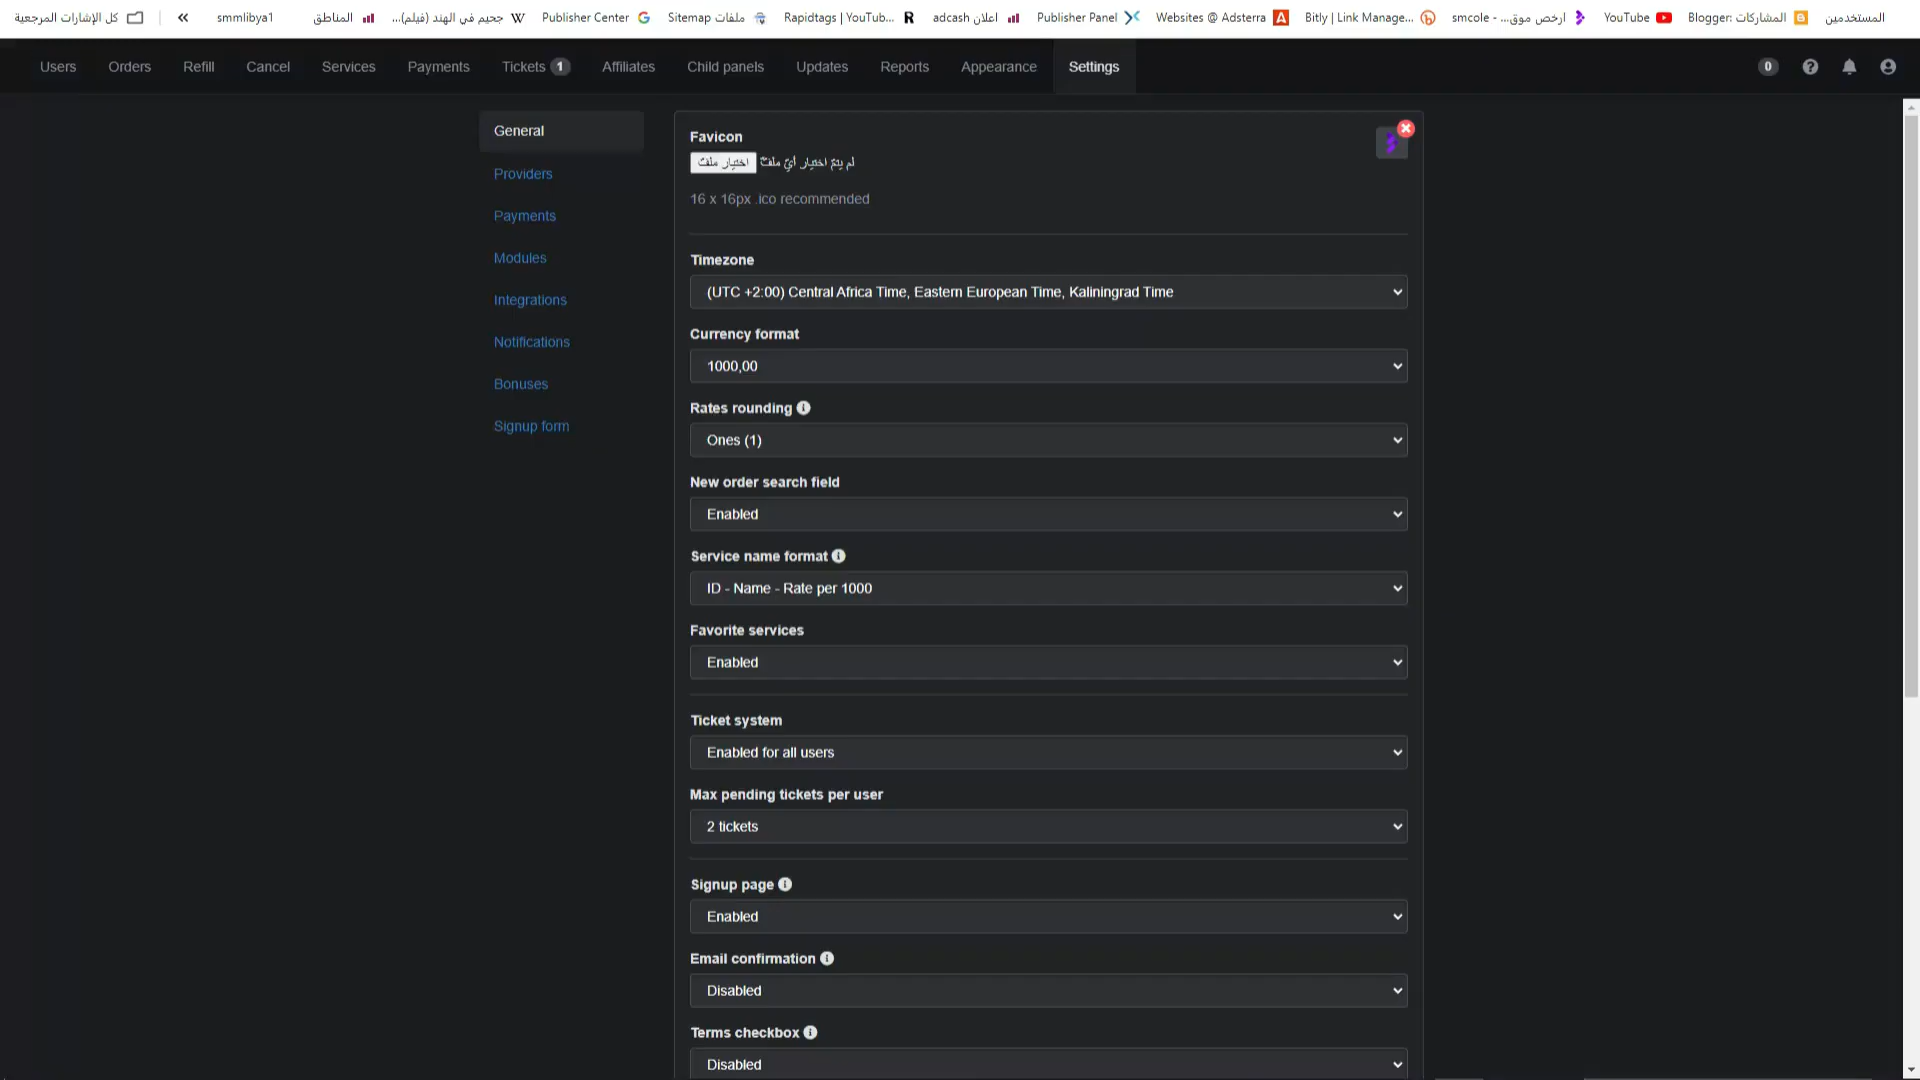 كل الإشارات المرجعية « smmlibya1 المناطق جحيم في الهند (فيلم)... Publisher Center Sitemap ملفات Rapidtags | YouTub... adcash اعلان Publisher Panel Websites @ Adsterra Bitly | Link Manage... smcole - ...ارخص موق YouTube Blogger: المشاركات المستخدمين
Users Orders Refill Cancel Services Payments Tickets 1 Affiliates Child panels Updates Reports Appearance Settings 0
General
Providers
Payments
Modules
Integrations
Notifications
Bonuses
Signup form
Favicon
اختيار ملفّ لم يتمّ اختيار أيّ ملفّ
16 x 16px .ico recommended
Timezone
(UTC +2:00) Central Africa Time, Eastern European Time, Kaliningrad Time
Currency format
1000,00
Rates rounding
Ones (1)
New order search field
Enabled
Service name format
ID - Name - Rate per 1000
Favorite services
Enabled
Ticket system
Enabled for all users
Max pending tickets per user
2 tickets
Signup page
Enabled
Email confirmation
Disabled
Terms checkbox
Disabled